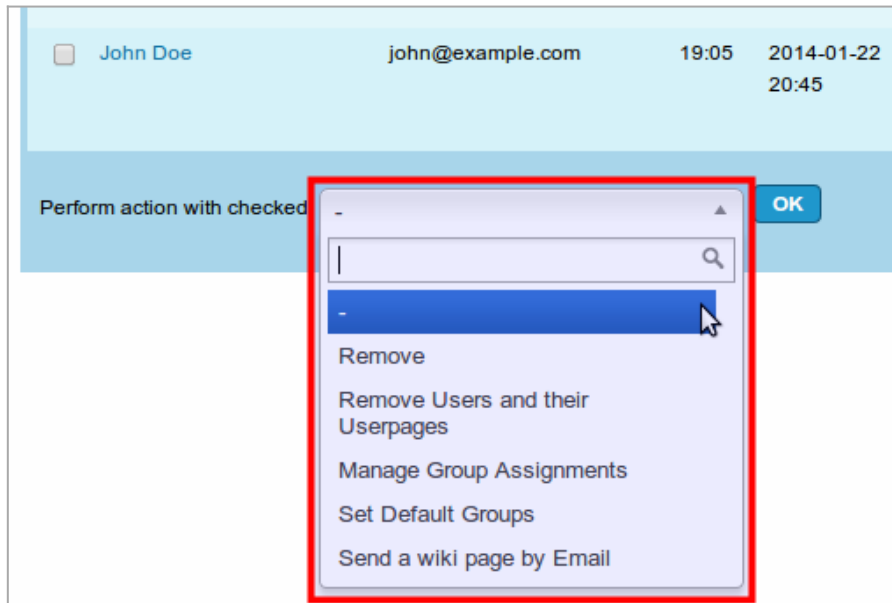 John Doe john@example.com 19:05 2014-01-22
20:45
Perform action with checked - OK
-
Remove
Remove Users and their
Userpages
Manage Group Assignments
Set Default Groups
Send a wiki page by Email